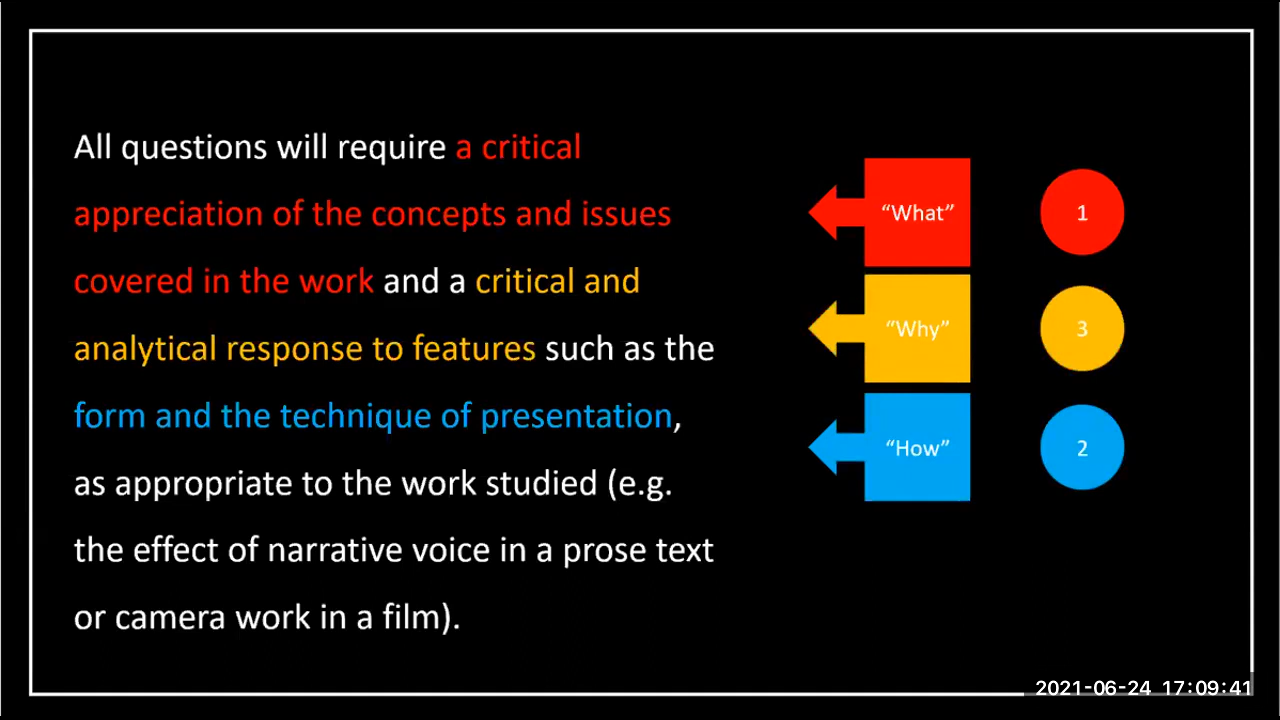 All questions will require a critical
appreciation of the concepts and issues
covered in the work and a critical and
analytical response to features such as the
form and the technique of presentation,
as appropriate to the work studied (e.g.
the effect of narrative voice in a prose text
or camera work in a film).
“What”
1
“Why”
3
“How”
2
2021-06-24 17:09:41